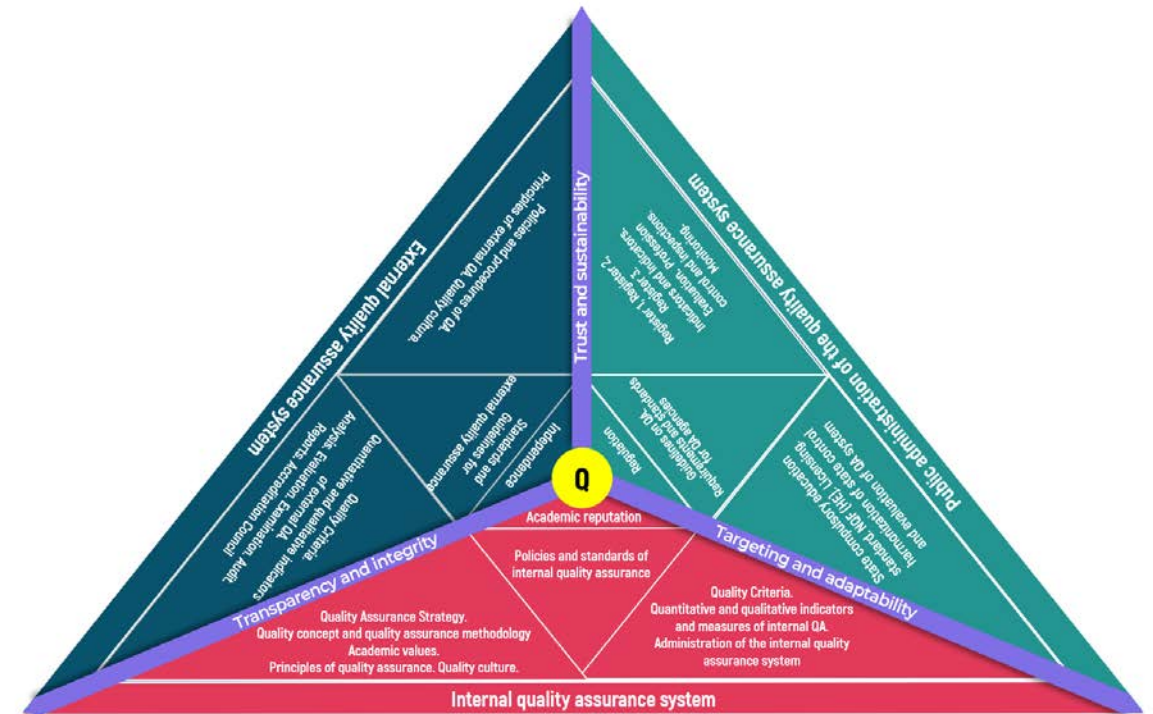 External quality assurance system
Policies and procedures of QA.
Principles of external QA. Quality culture.
Independence
Standards and
Guidelines for
external quality assurance
Quality Criteria.
Quantitative and qualitative indicators
of external QA.
Analysis. Evaluation. Examination. Audit.
Reports. Accreditation Council
Trust and sustainability
Public administration of the quality assurance system
Register 1, Register 2,
Register 3.
Indicators and Indicators.
Evaluation. Profession
control and Inspections
Monitoring.
Regulation
Guidelines on QA.
Requirements and standards
for QA agencies
State compulsory education
standard NQF (HE). Licensing.
harmonization of state control
and evaluation of QA system
Q
Transparency and integrity
Targeting and adaptability
Academic reputation
Policies and standards of
internal quality assurance
Quality Assurance Strategy.
Quality concept and quality assurance methodology
Academic values.
Principles of quality assurance. Quality culture.
Quality Criteria.
Quantitative and qualitative indicators
and measures of internal QA.
Administration of the internal quality
assurance system
Internal quality assurance system